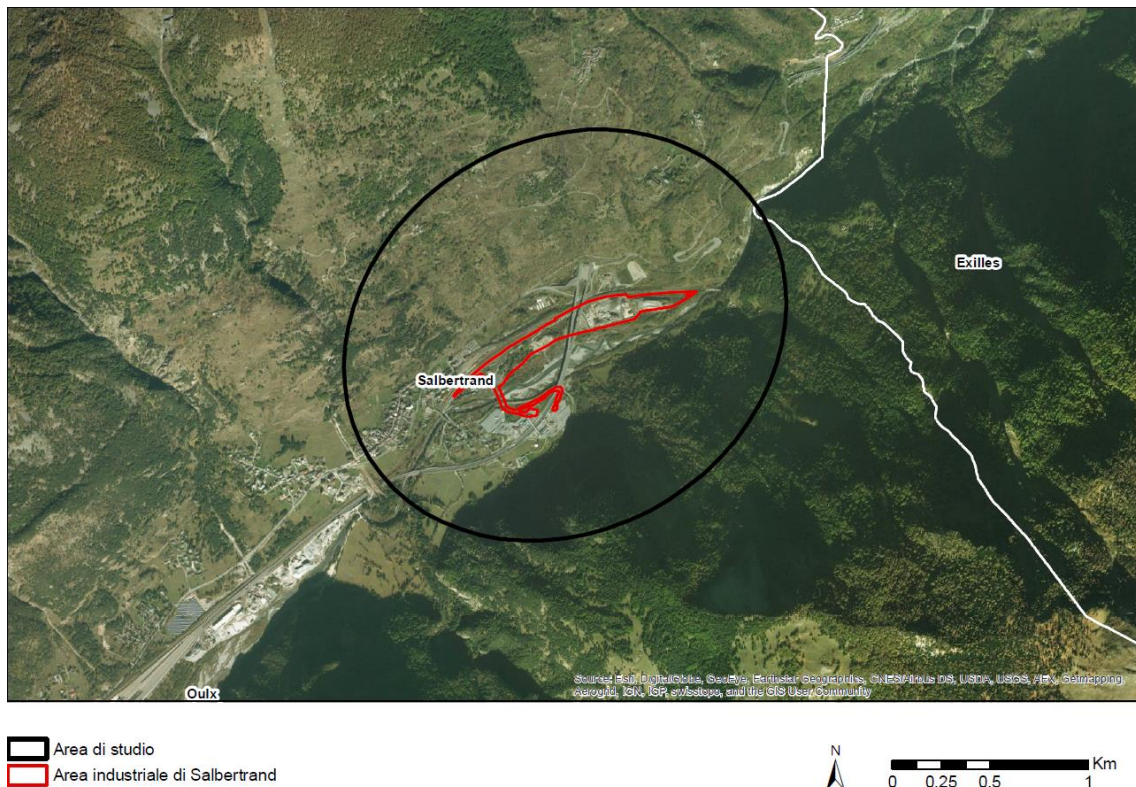 Exilles
Salbertrand
Oulx
Source: Esri, DigitalGlobe, GeoEye, Earthstar Geographics, CNES/Airbus DS, USDA, USGS, AEX, Getmapping,
Aerogrid, IGN, IGP, swisstopo, and the GIS User Community
Area di studio
Area industriale di Salbertrand
N
Km
0 0.25 0.5 1